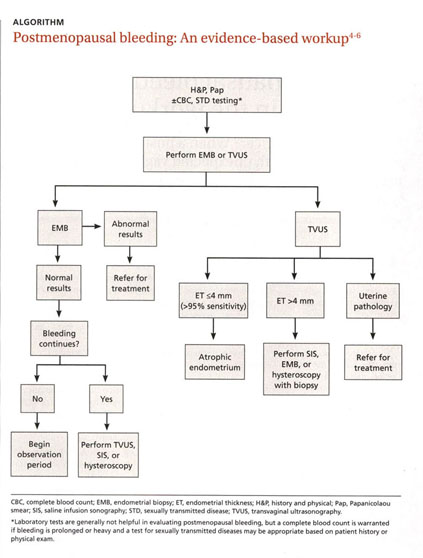 ALGORITHM
Postmenopausal bleeding: An evidence-based workup4-6
H&P, Pap
±CBC, STD testing*
Perform EMB or TVUS
EMB
Abnormal
results
TVUS
Normal
results
Refer for
treatment
ET ≤4 mm
(>95% sensitivity)
ET >4 mm
Uterine
pathology
Bleeding
continues?
Atrophic
endometrium
Perform SIS,
EMB, or
hysteroscopy
with biopsy
Refer for
treatment
No
Yes
Begin
observation
period
Perform TVUS,
SIS, or
hysteroscopy
CBC, complete blood count; EMB, endometrial biopsy; ET, endometrial thickness; H&P, history and physical; Pap, Papanicolaou
smear; SIS, saline infusion sonography; STD, sexually transmitted disease; TVUS, transvaginal ultrasonography.
*Laboratory tests are generally not helpful in evaluating postmenopausal bleeding, but a complete blood count is warranted
if bleeding is prolonged or heavy and a test for sexually transmitted diseases may be appropriate based on patient history or
physical exam.